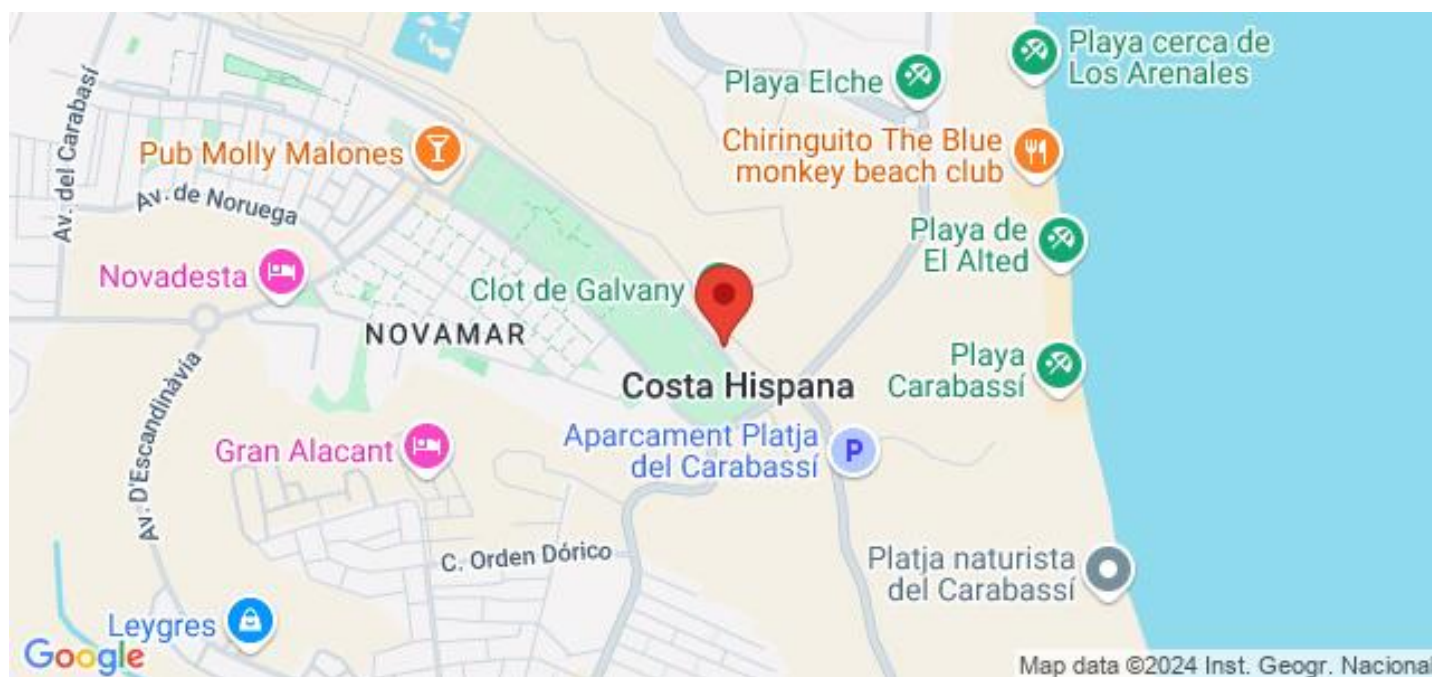 Playa cerca de
Los Arenales
Playa Elche
Av. del Carabasí
Pub Molly Malones
Chiringuito The Blue
monkey beach club
Av. de Noruega
Playa de
El Alted
Novadesta
Clot de Galvany
NOVAMAR
Playa
Carabassí
Costa Hispana
Av. D'Escandinàvia
Gran Alacant
Aparcament Platja
del Carabassí
P
C. Orden Dórico
Platja naturista
del Carabassí
Leygres
Google
Map data ©2024 Inst. Geogr. Nacional